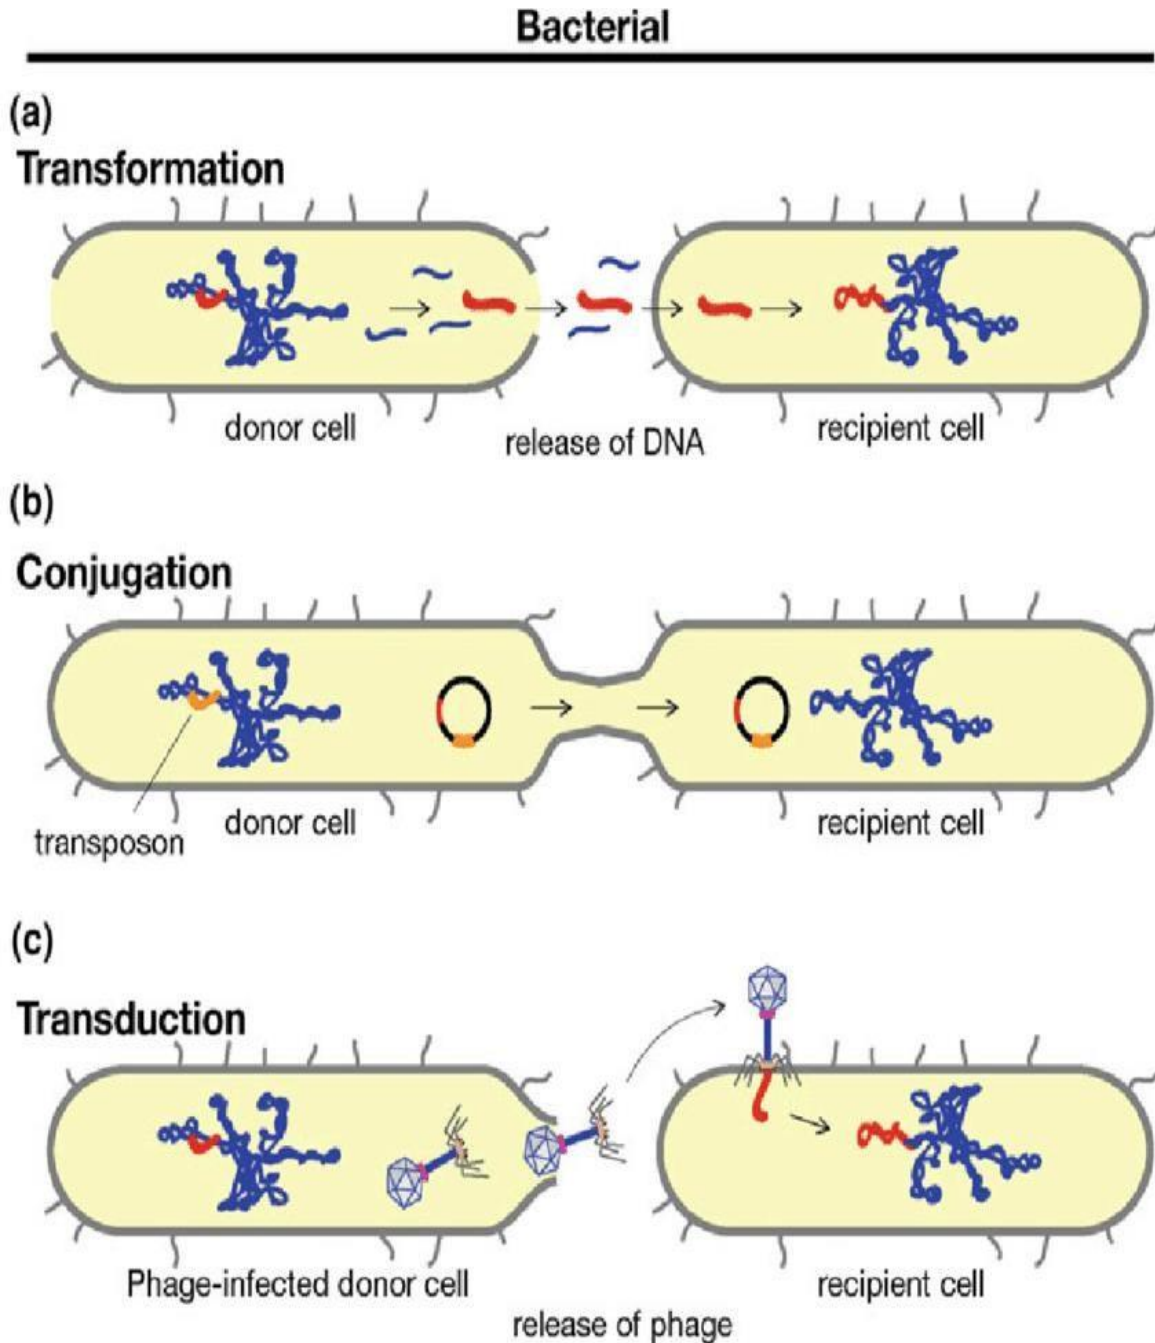 Bacterial
(a)
Transformation
donor cell
release of DNA
recipient cell
(b)
Conjugation
transposon
donor cell
recipient cell
(c)
Transduction
Phage-infected donor cell
release of phage
recipient cell